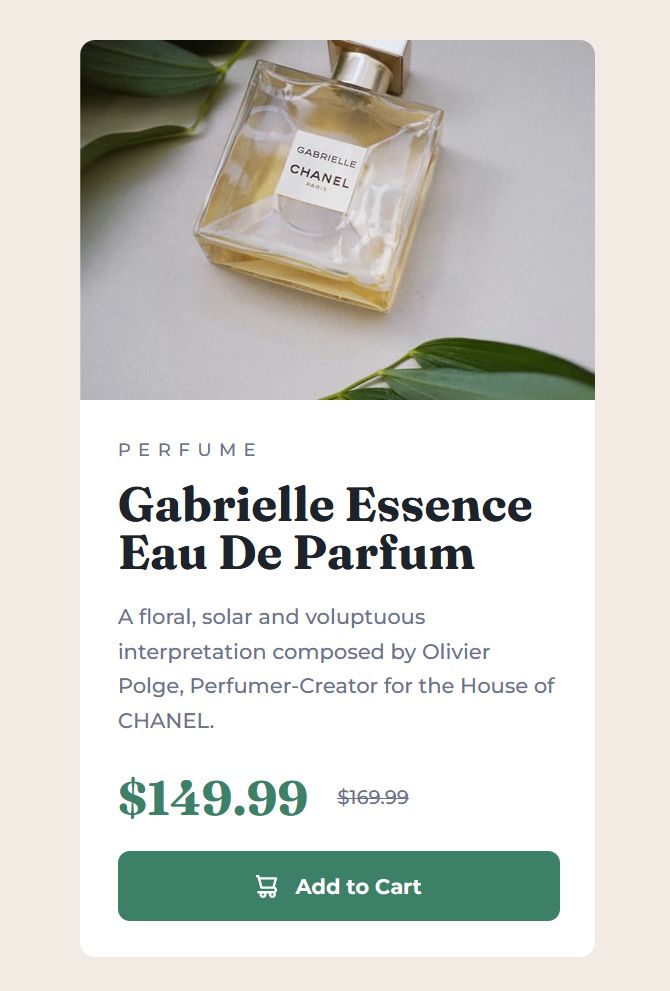 GABRIELLE
CHANEL
PARIS
PERFUME
Gabrielle Essence
Eau De Parfum
A floral, solar and voluptuous
interpretation composed by Olivier
Polge, Perfumer-Creator for the House of
CHANEL.
$149.99 $169.99
Add to Cart